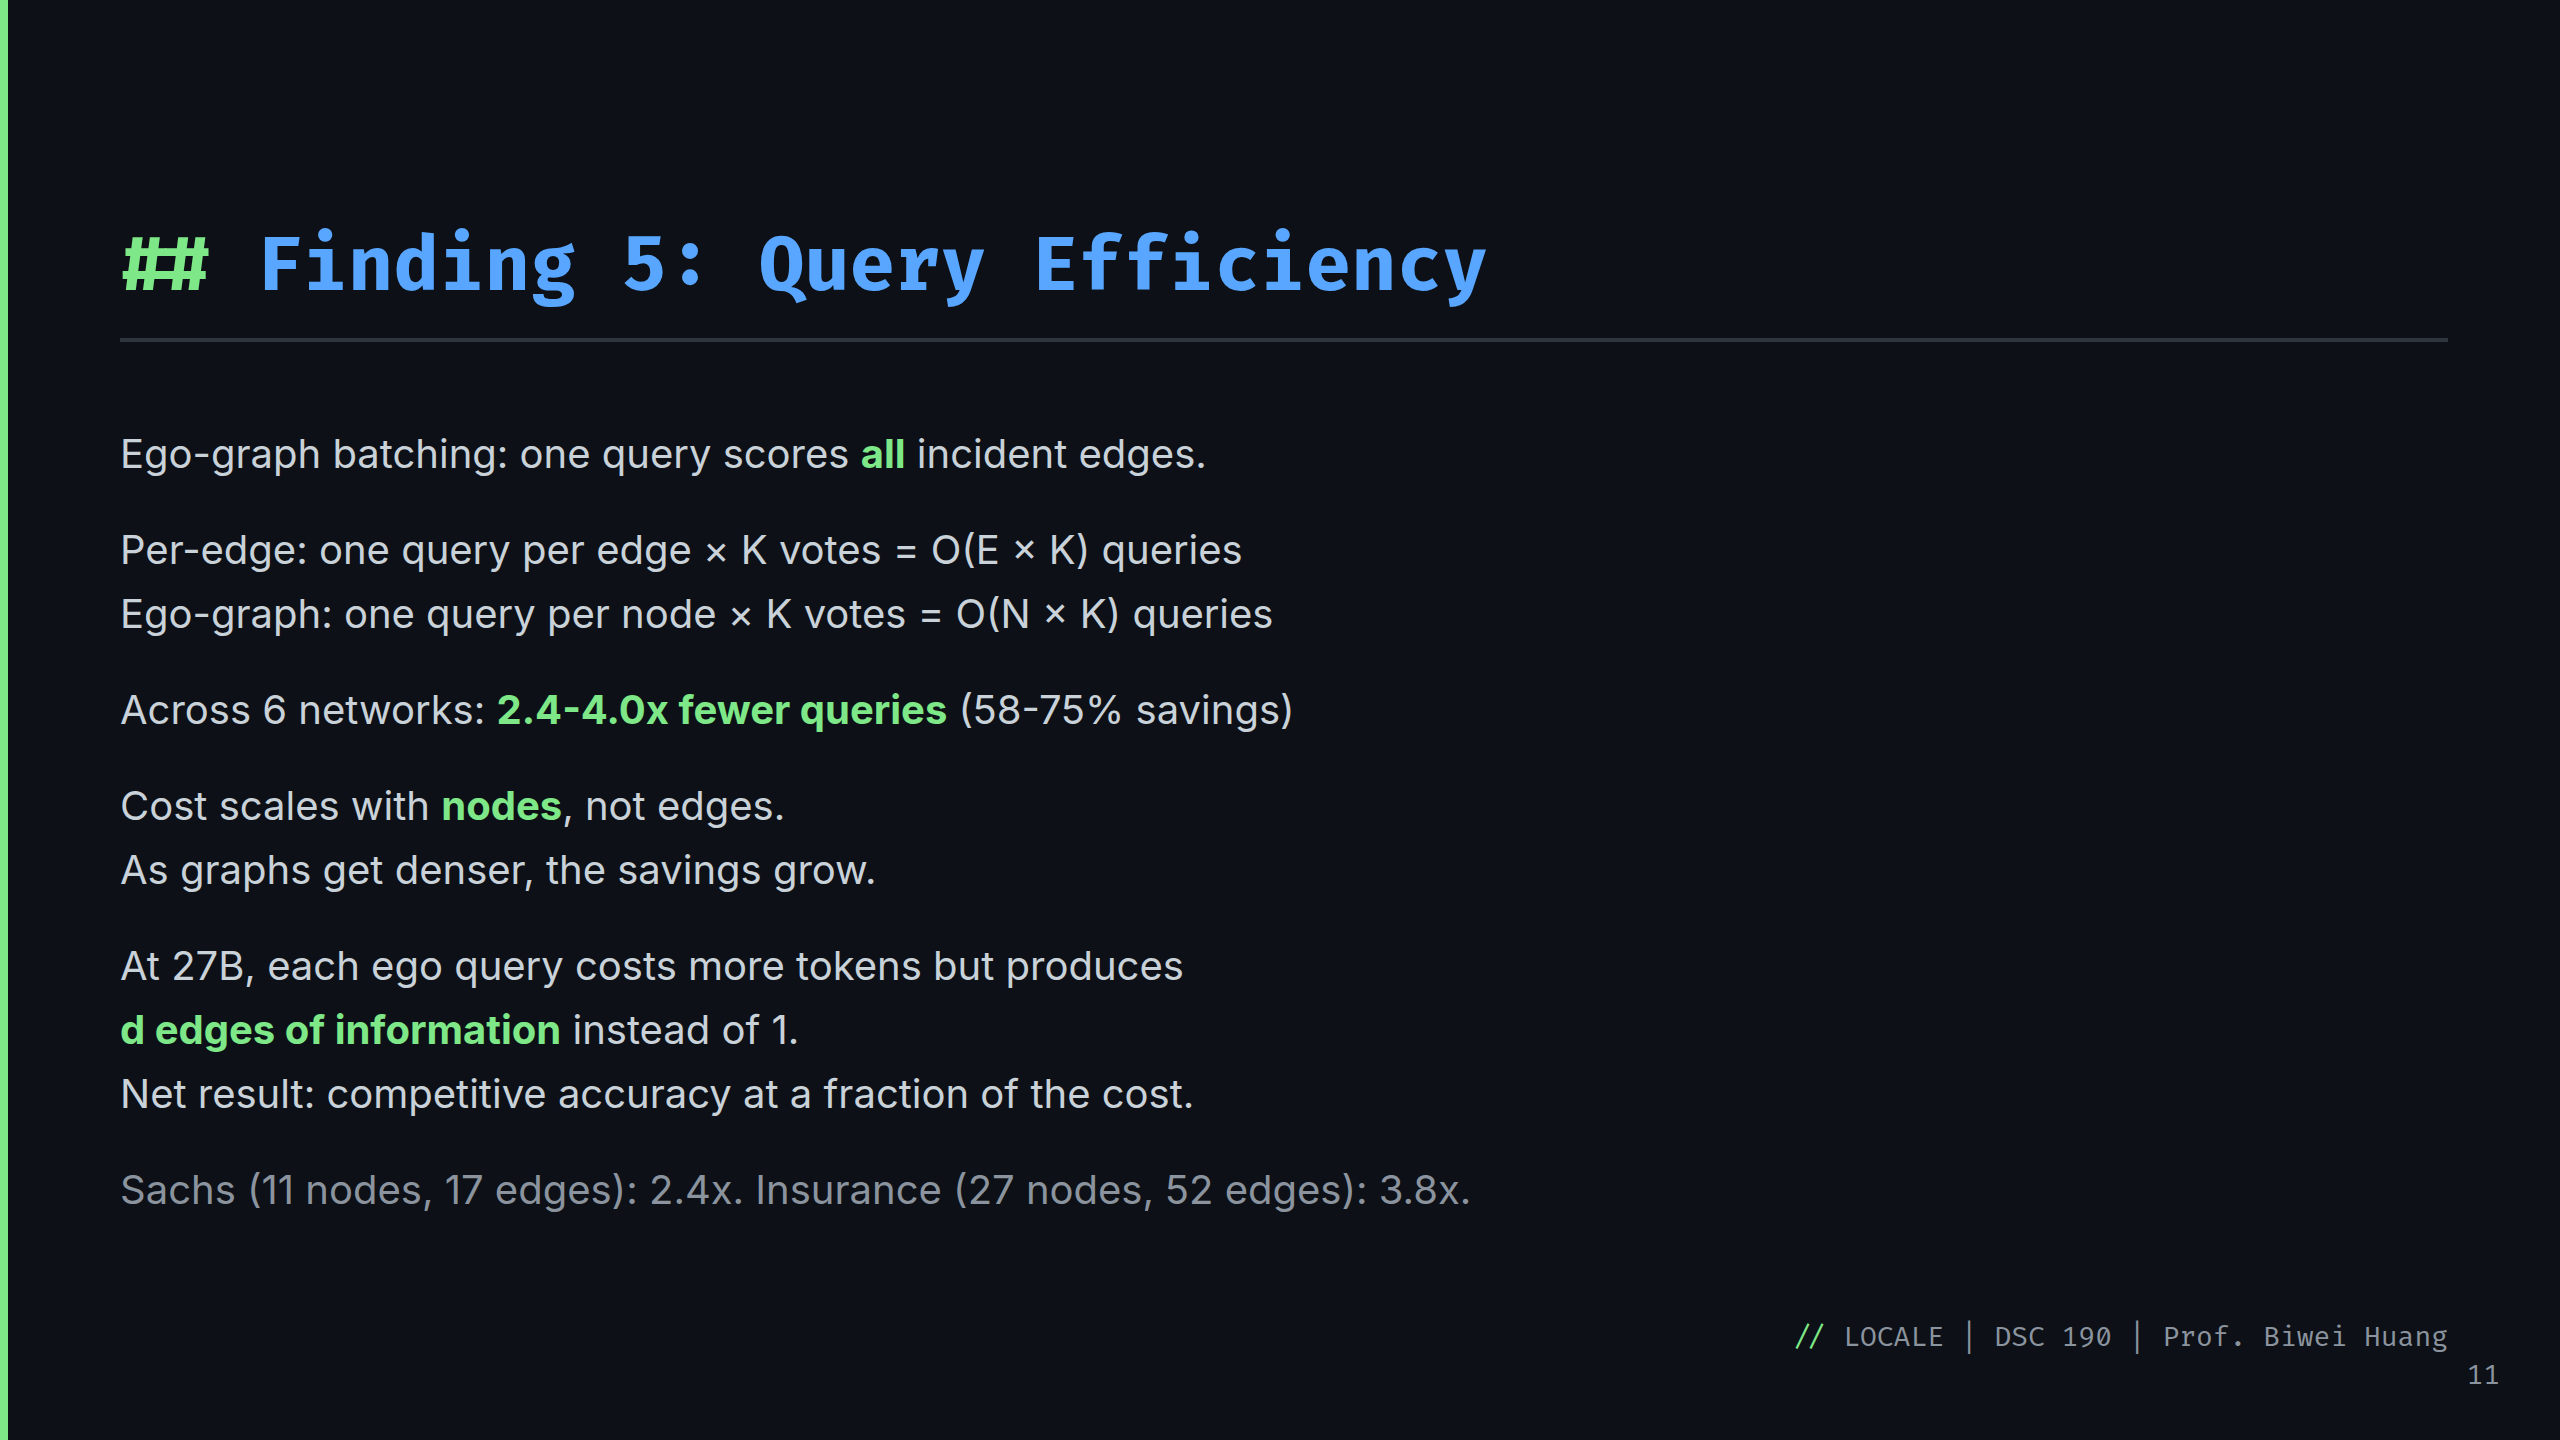 ## Finding 5: Query Efficiency
Ego-graph batching: one query scores all incident edges.
Per-edge: one query per edge × K votes = O(E × K) queries
Ego-graph: one query per node × K votes = O(N × K) queries
Across 6 networks: 2.4-4.0x fewer queries (58-75% savings)
Cost scales with nodes, not edges.
As graphs get denser, the savings grow.
At 27B, each ego query costs more tokens but produces
d edges of information instead of 1.
Net result: competitive accuracy at a fraction of the cost.
Sachs (11 nodes, 17 edges): 2.4x. Insurance (27 nodes, 52 edges): 3.8x.
// LOCALE | DSC 190 | Prof. Biwei Huang
11